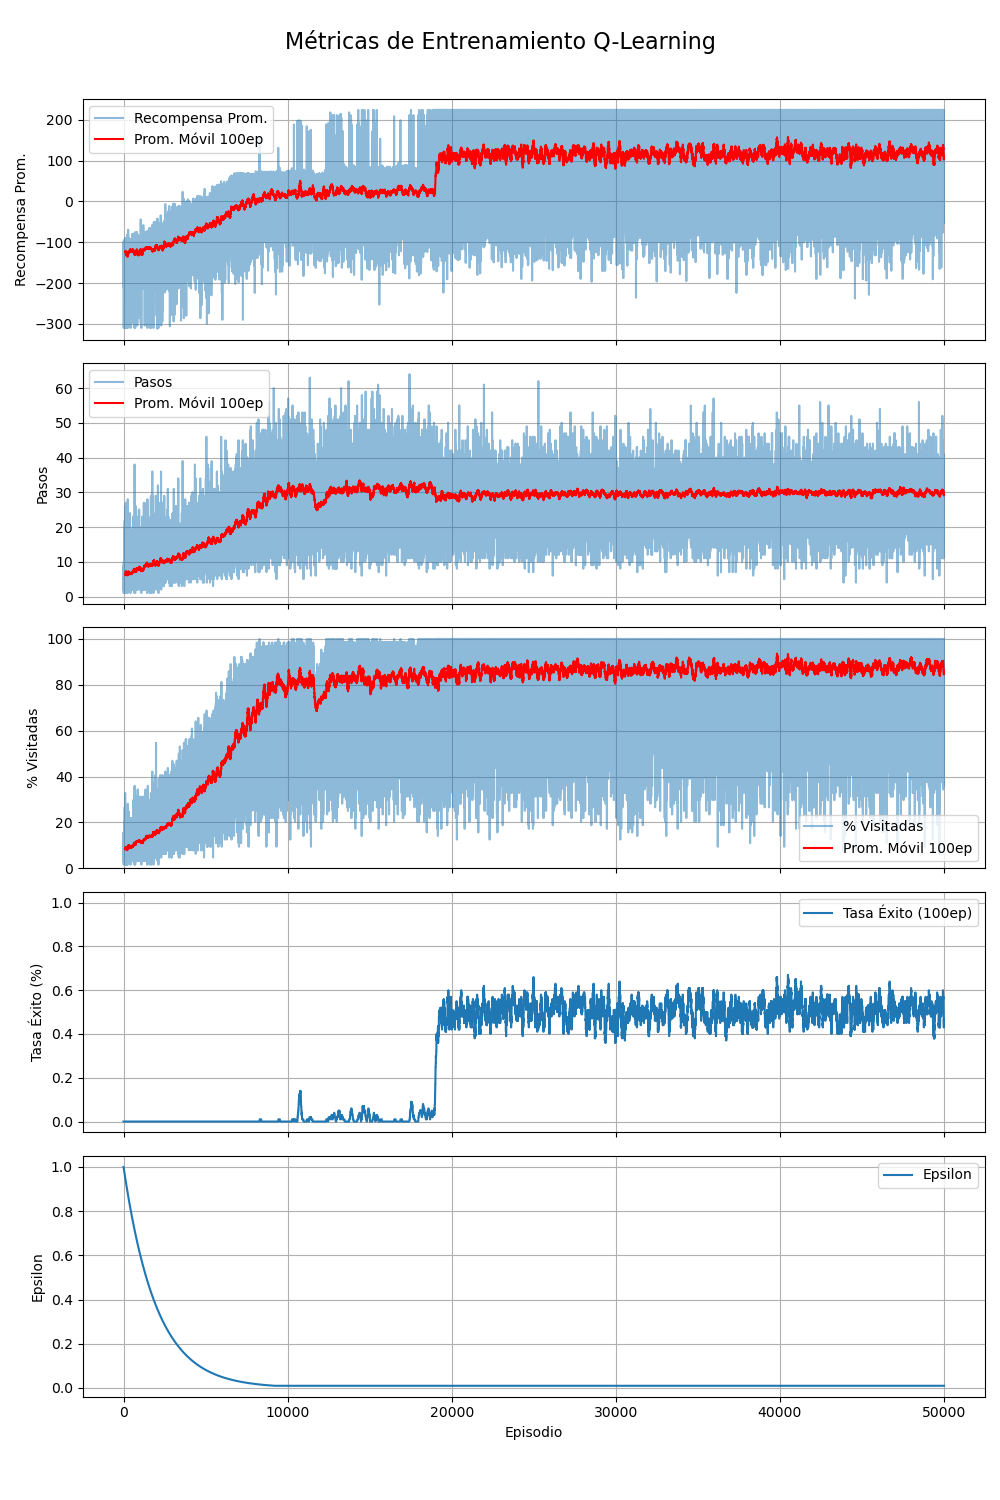 Métricas de Entrenamiento Q-Learning
Recompensa Prom.
200
100
0
−100
−200
−300
Recompensa Prom.
Prom. Móvil 100ep
Pasos
60
50
40
30
20
10
0
Pasos
Prom. Móvil 100ep
% Visitadas
100
80
60
40
20
0
% Visitadas
Prom. Móvil 100ep
Tasa Éxito (%)
1.0
0.8
0.6
0.4
0.2
0.0
Tasa Éxito (100ep)
Epsilon
1.0
0.8
0.6
0.4
0.2
0.0
Epsilon
0 10000 20000 30000 40000 50000
Episodio